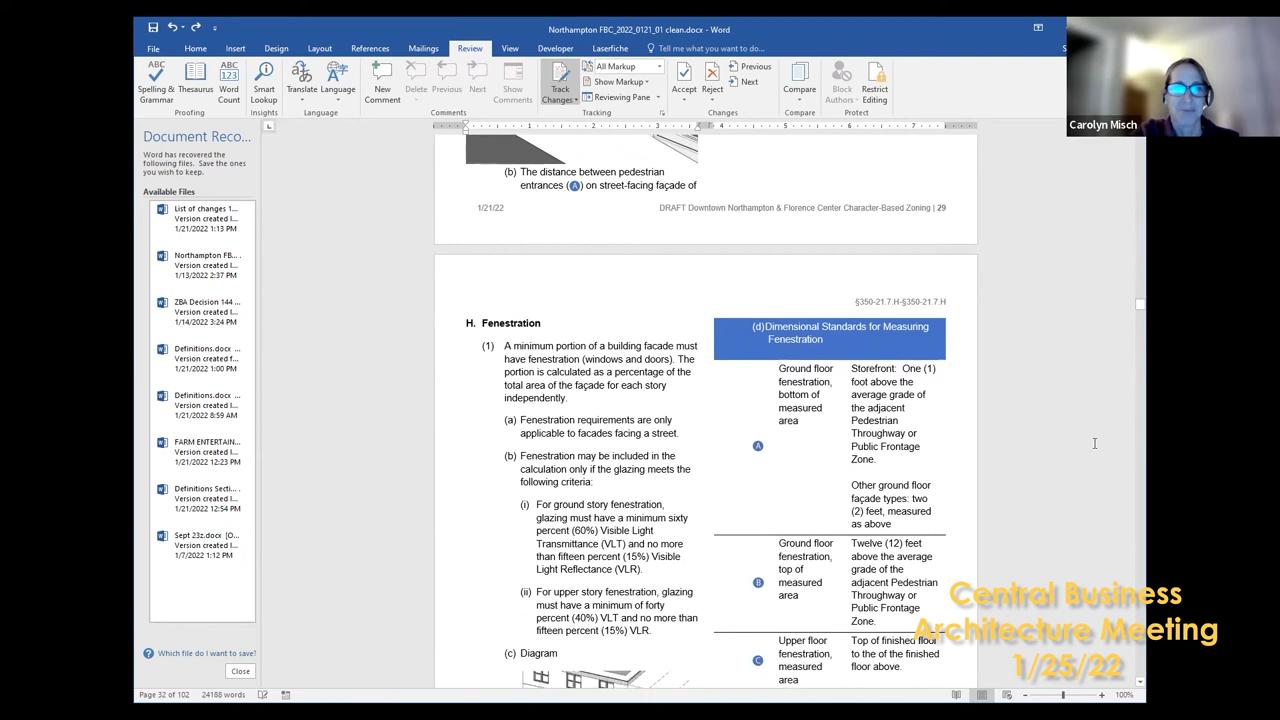 Northampton FBC_2022_0121_01 clean.docx - Word
File
Home
Insert
Design
Layout
References
Mailings
Review
View
Developer
Laserfiche
Tell me what you want to do...
ABC
Spelling &
Grammar
Thesaurus
ABC
123
Word
Count
Proofing
Smart
Lookup
Insights
Translate
Language
Language
New
Comment
Delete
Previous
Next
Show
Comments
Comments
Track
Changes
All Markup
Show Markup
Reviewing Pane
Tracking
Accept
Reject
Previous
Next
Changes
Compare
Compare
Block
Authors
Restrict
Editing
Protect
Carolyn Misch
Document Reco...
Word has recovered the
following files. Save the ones
you wish to keep.
Available Files
List of changes 1...
Version created l...
1/21/2022 1:13 PM
Northampton FBC...
Version created l...
1/13/2022 2:37 PM
ZBA Decision 144 ...
Version created l...
1/14/2022 3:24 PM
Definitions.docx ...
Version created f...
1/21/2022 1:00 PM
Definitions.docx ...
Version created l...
1/21/2022 8:59 AM
FARM ENTERTAIN...
Version created l...
1/21/2022 12:23 PM
Definitions Secti...
Version created l...
1/21/2022 12:54 PM
Sept 23z.docx [O...
Version created l...
1/7/2022 1:12 PM
Which file do I want to save?
Close
1 2 3 4 5 6 7
(b) The distance between pedestrian
entrances (A) on street-facing façade of
1/21/22
DRAFT Downtown Northampton & Florence Center Character-Based Zoning | 29
§350-21.7.H-§350-21.7.H
H. Fenestration
(1) A minimum portion of a building facade must
have fenestration (windows and doors). The
portion is calculated as a percentage of the
total area of the façade for each story
independently.
(a) Fenestration requirements are only
applicable to facades facing a street.
(b) Fenestration may be included in the
calculation only if the glazing meets the
following criteria:
(i) For ground story fenestration,
glazing must have a minimum sixty
percent (60%) Visible Light
Transmittance (VLT) and no more
than fifteen percent (15%) Visible
Light Reflectance (VLR).
(ii) For upper story fenestration, glazing
must have a minimum of forty
percent (40%) VLT and no more than
fifteen percent (15%) VLR.
(c) Diagram
(d)Dimensional Standards for Measuring
Fenestration
A
Ground floor
fenestration,
bottom of
measured
area
Storefront: One (1)
foot above the
average grade of
the adjacent
Pedestrian
Throughway or
Public Frontage
Zone.
Other ground floor
façade types: two
(2) feet, measured
as above
B
Ground floor
fenestration,
top of
measured
area
Twelve (12) feet
above the average
grade of the
adjacent Pedestrian
Throughway or
Public Frontage
Zone.
C
Upper floor
fenestration,
measured
area
Top of finished floor
to the of the finished
floor above.
Central Business
Architecture Meeting
1/25/22
Page 32 of 102
24188 words
100%